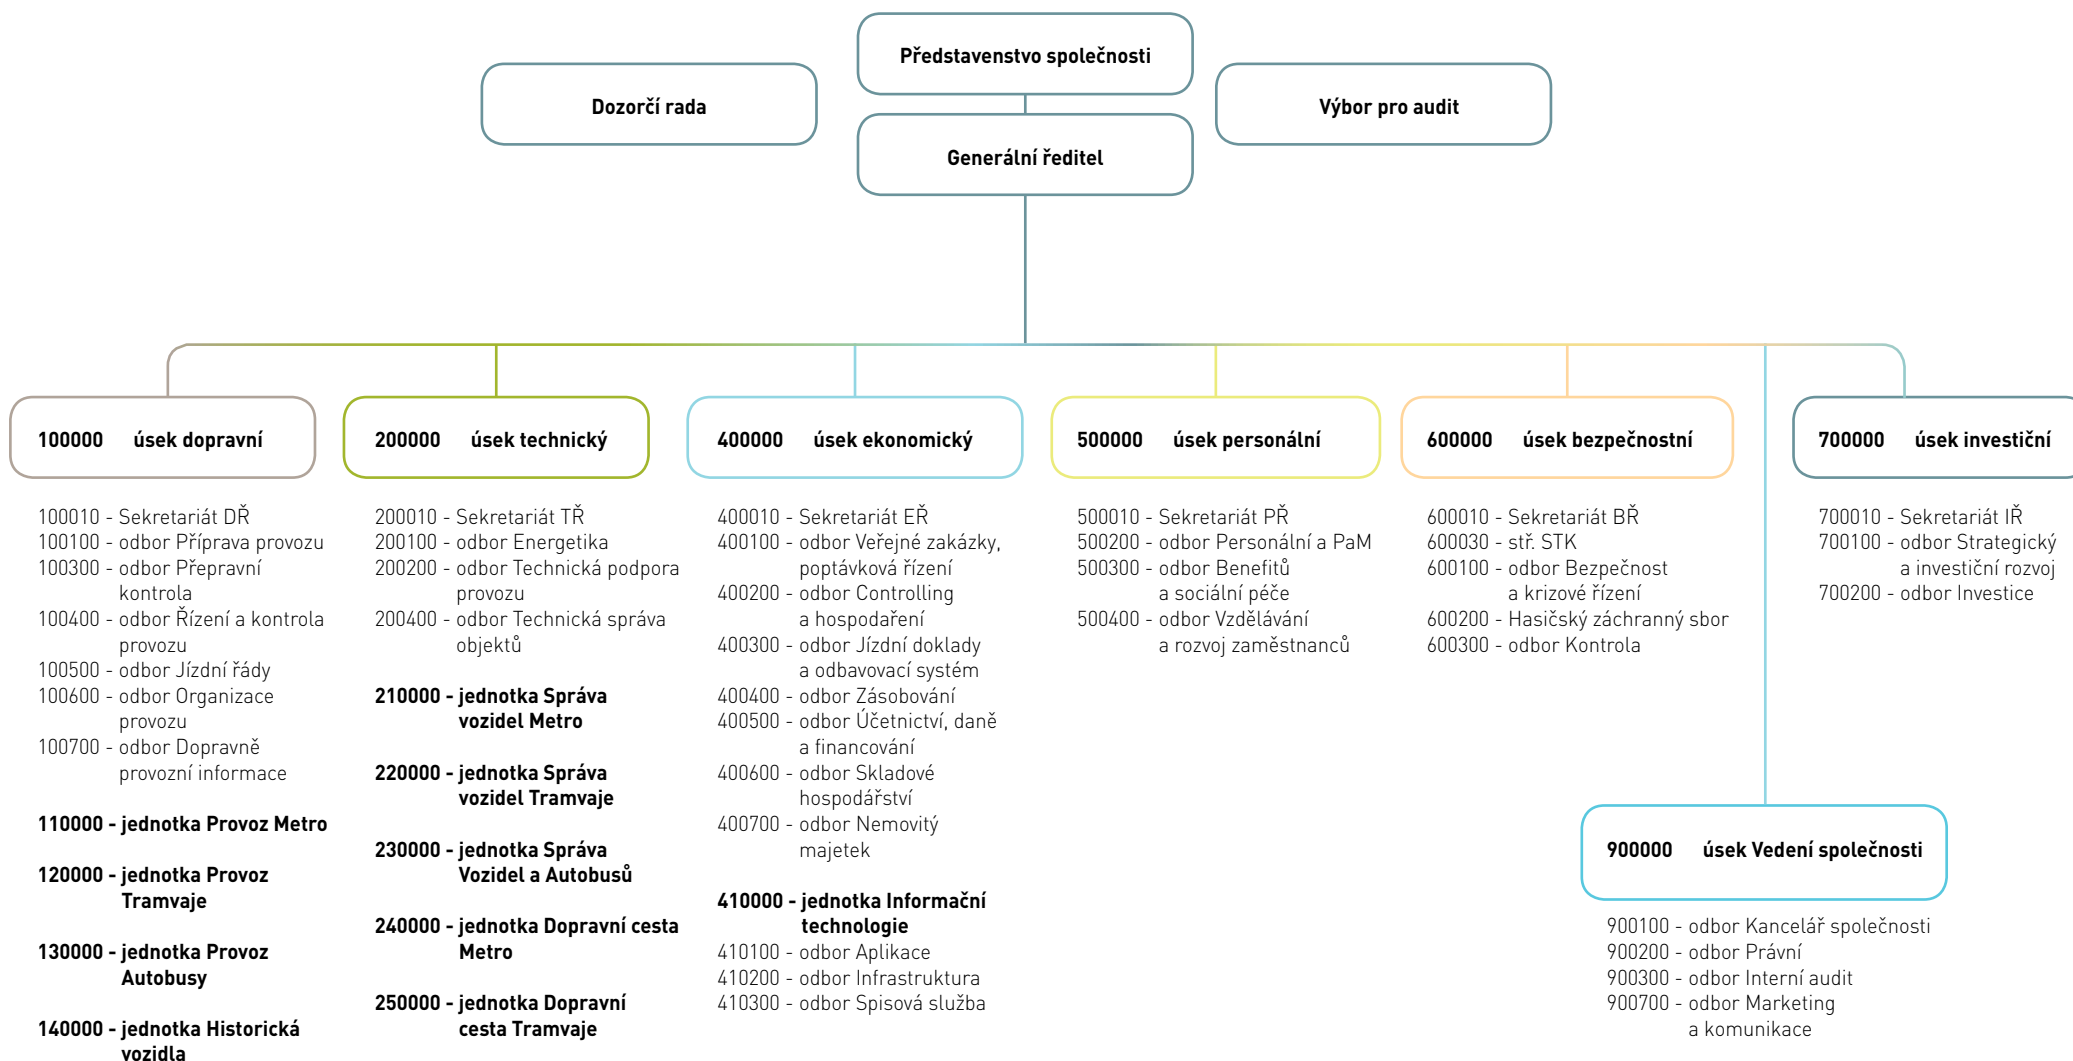 Představenstvo společnosti
Dozorčí rada
Výbor pro audit
Generální ředitel
100000 úsek dopravní
100010 - Sekretariát DŘ
100100 - odbor Příprava provozu
100300 - odbor Přepravní
kontrola
100400 - odbor Řízení a kontrola
provozu
100500 - odbor Jízdní řády
100600 - odbor Organizace
provozu
100700 - odbor Dopravně
provozní informace
110000 - jednotka Provoz Metro
120000 - jednotka Provoz
Tramvaje
130000 - jednotka Provoz
Autobusy
140000 - jednotka Historická
vozidla
200000 úsek technický
200010 - Sekretariát TŘ
200100 - odbor Energetika
200200 - odbor Technická podpora
provozu
200400 - odbor Technická správa
objektů
210000 - jednotka Správa
vozidel Metro
220000 - jednotka Správa
vozidel Tramvaje
230000 - jednotka Správa
Vozidel a Autobusů
240000 - jednotka Dopravní cesta
Metro
250000 - jednotka Dopravní
cesta Tramvaje
400000 úsek ekonomický
400010 - Sekretariát EŘ
400100 - odbor Veřejné zakázky,
poptávková řízení
400200 - odbor Controlling
a hospodaření
400300 - odbor Jízdní doklady
a odbavovací systém
400400 - odbor Zásobování
400500 - odbor Účetnictví, daně
a financování
400600 - odbor Skladové
hospodářství
400700 - odbor Nemovitý
majetek
410000 - jednotka Informační
technologie
410100 - odbor Aplikace
410200 - odbor Infrastruktura
410300 - odbor Spisová služba
500000 úsek personální
500010 - Sekretariát PŘ
500200 - odbor Personální a PaM
500300 - odbor Benefitů
a sociální péče
500400 - odbor Vzdělávání
a rozvoj zaměstnanců
600000 úsek bezpečnostní
600010 - Sekretariát BŘ
600030 - stř. STK
600100 - odbor Bezpečnost
a krizové řízení
600200 - Hasičský záchranný sbor
600300 - odbor Kontrola
700000 úsek investiční
700010 - Sekretariát IŘ
700100 - odbor Strategický
a investiční rozvoj
700200 - odbor Investice
900000 úsek Vedení společnosti
900100 - odbor Kancelář společnosti
900200 - odbor Právní
900300 - odbor Interní audit
900700 - odbor Marketing
a komunikace